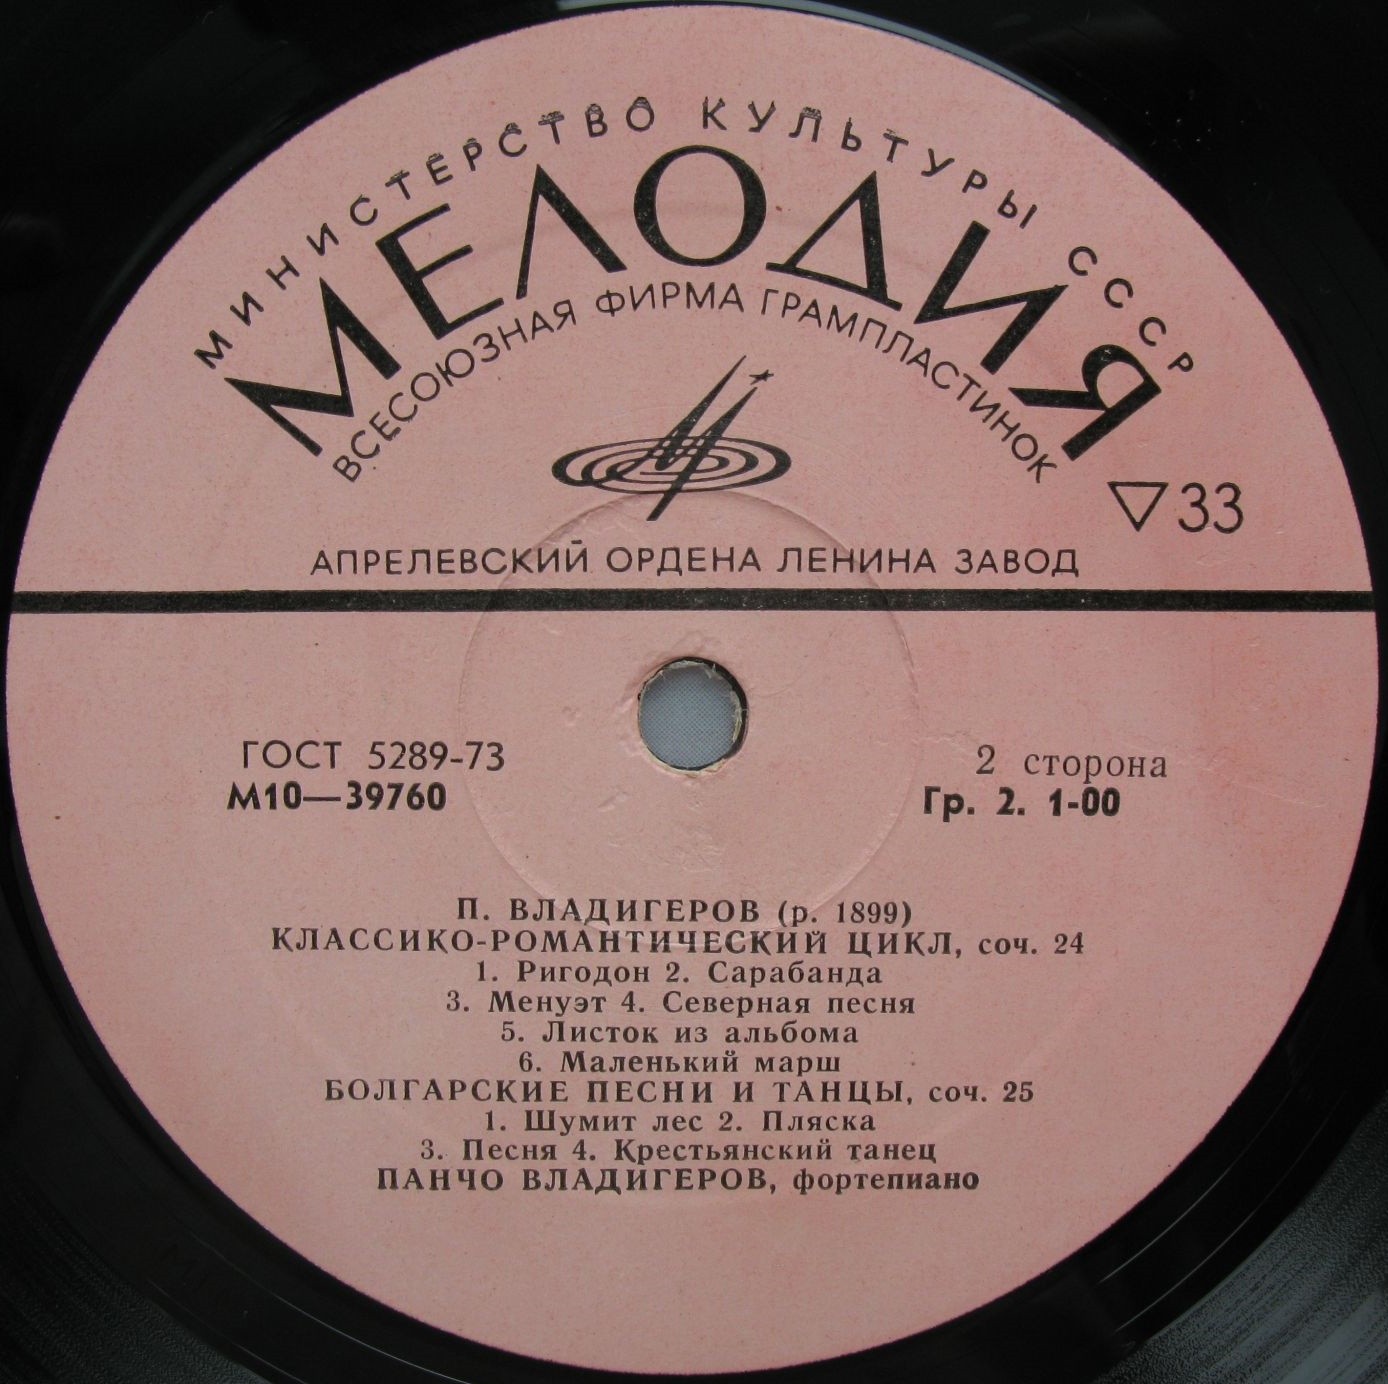 МИНИСТЕРСТВО КУЛЬТУРЫ СССР
МЕЛОДИЯ
ВСЕСОЮЗНАЯ ФИРМА ГРАМПЛАСТИНОК
33
АПРЕЛЕВСКИЙ ОРДЕНА ЛЕНИНА ЗАВОД
ГОСТ 5289-73
2 сторона
М10—39760
Гр. 2. 1-00
П. ВЛАДИГЕРОВ (р. 1899)
КЛАССИКО-РОМАНТИЧЕСКИЙ ЦИКЛ, соч. 24
1. Ригодон 2. Сарабанда
3. Менуэт 4. Северная песня
5. Листок из альбома
6. Маленький марш
БОЛГАРСКИЕ ПЕСНИ И ТАНЦЫ, соч. 25
1. Шумит лес 2. Пляска
3. Песня 4. Крестьянский танец
ПАНЧО ВЛАДИГЕРОВ, фортепиано